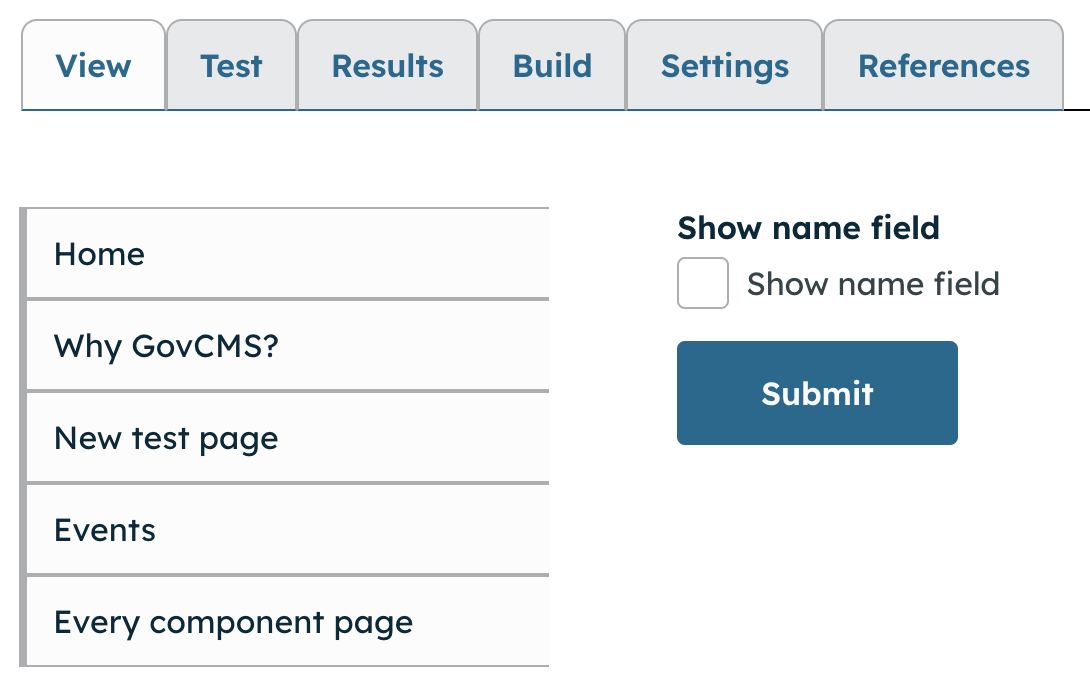 View
Test
Results
Build
Settings
References
Home
Why GovCMS?
New test page
Events
Every component page
Show name field
Show name field
Submit